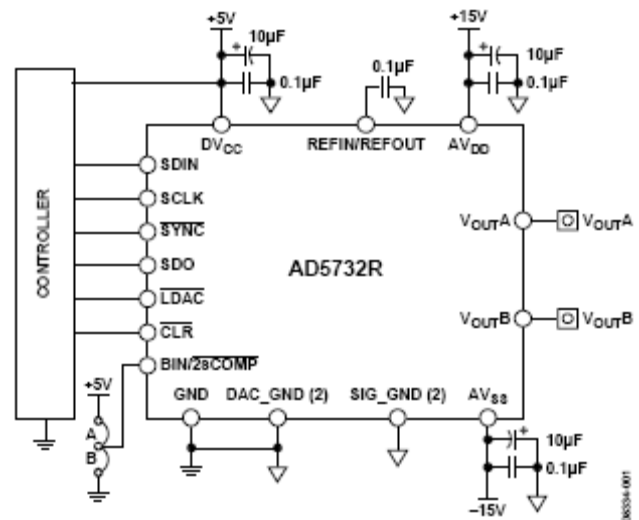 +5V
10µF
0.1µF
0.1µF
+15V
10µF
0.1µF
DVCC
REFIN/REFOUT
AVDD
CONTROLLER
SDIN
SCLK
SYNC
SDO
LDAC
CLR
BIN/2sCOMP
AD5732R
VOUTA
VOUTA
VOUTB
VOUTB
+5V
A
B
GND
DAC_GND (2)
SIG_GND (2)
AVSS
+
10µF
0.1µF
–15V
08334-001